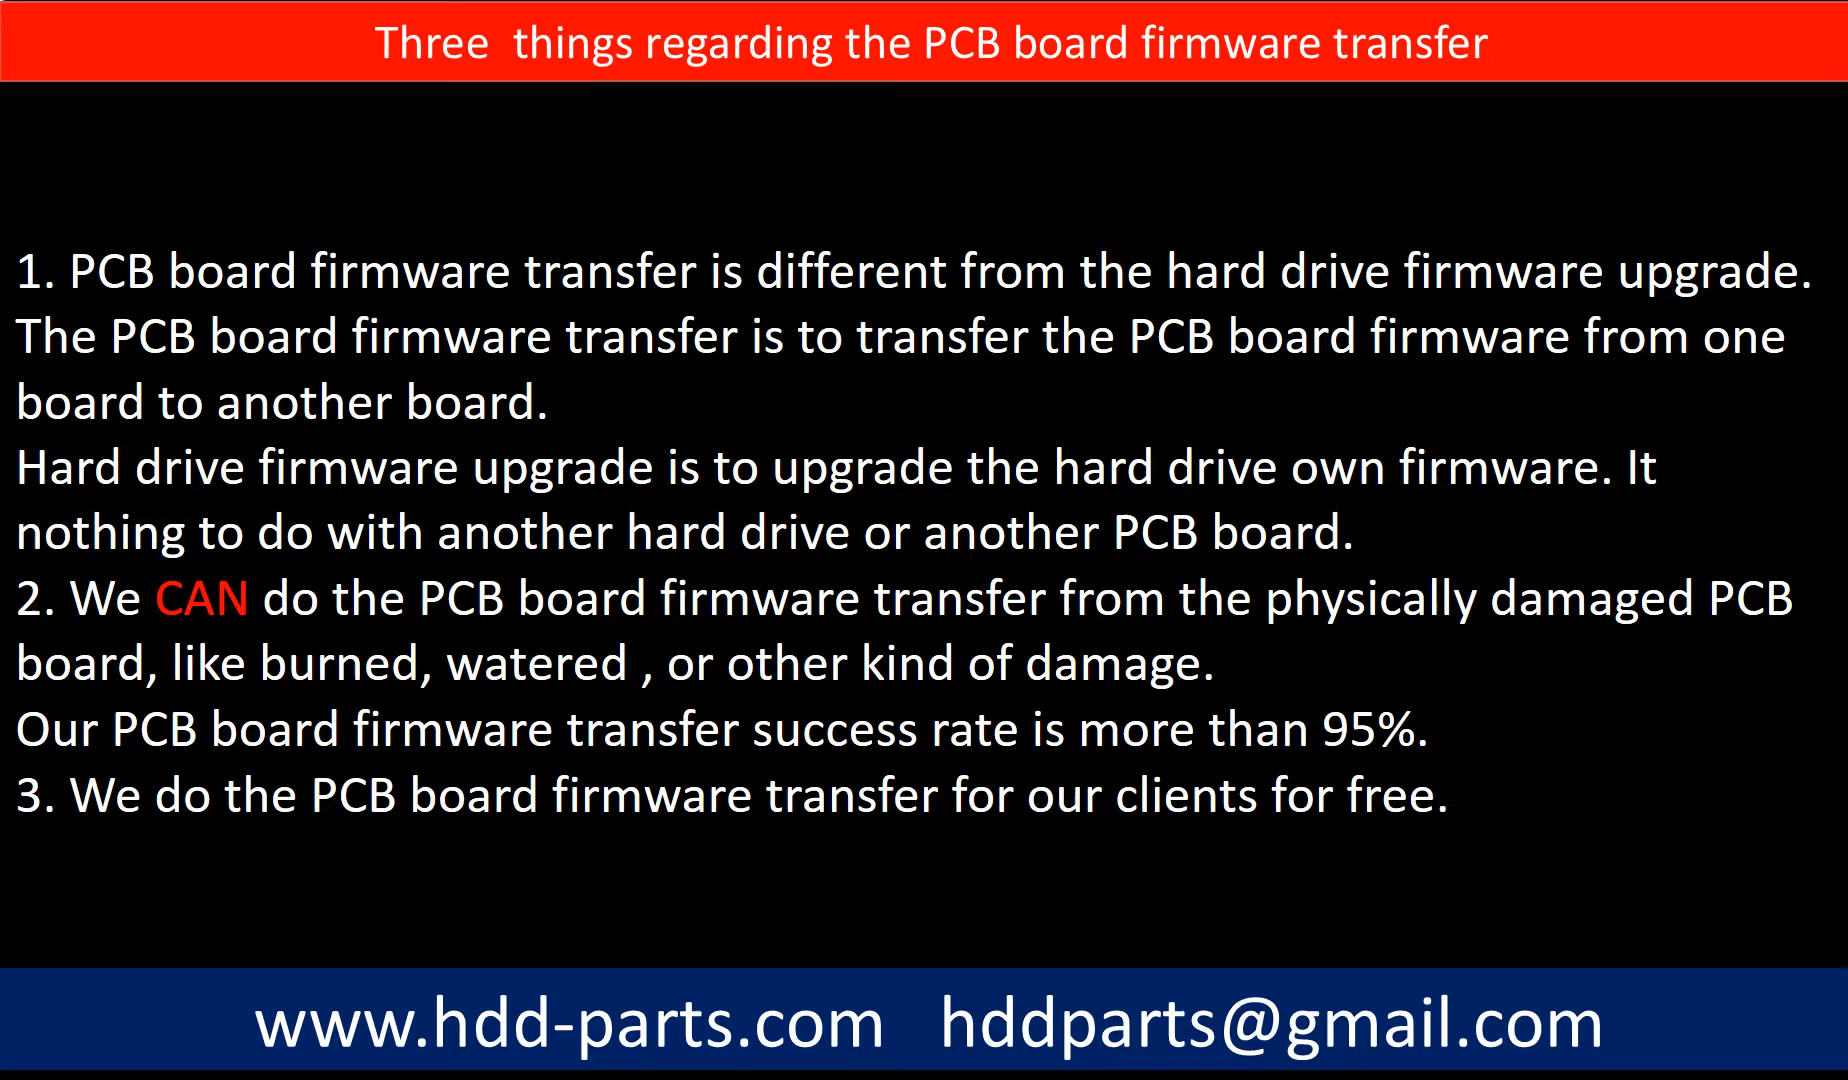 Three  things regarding the PCB board firmware transfer
1. PCB board firmware transfer is different from the hard drive firmware upgrade.
The PCB board firmware transfer is to transfer the PCB board firmware from one
board to another board.
Hard drive firmware upgrade is to upgrade the hard drive own firmware. It
nothing to do with another hard drive or another PCB board.
2. We CAN do the PCB board firmware transfer from the physically damaged PCB
board, like burned, watered , or other kind of damage.
Our PCB board firmware transfer success rate is more than 95%.
3. We do the PCB board firmware transfer for our clients for free.
www.hdd-parts.com   hddparts@gmail.com